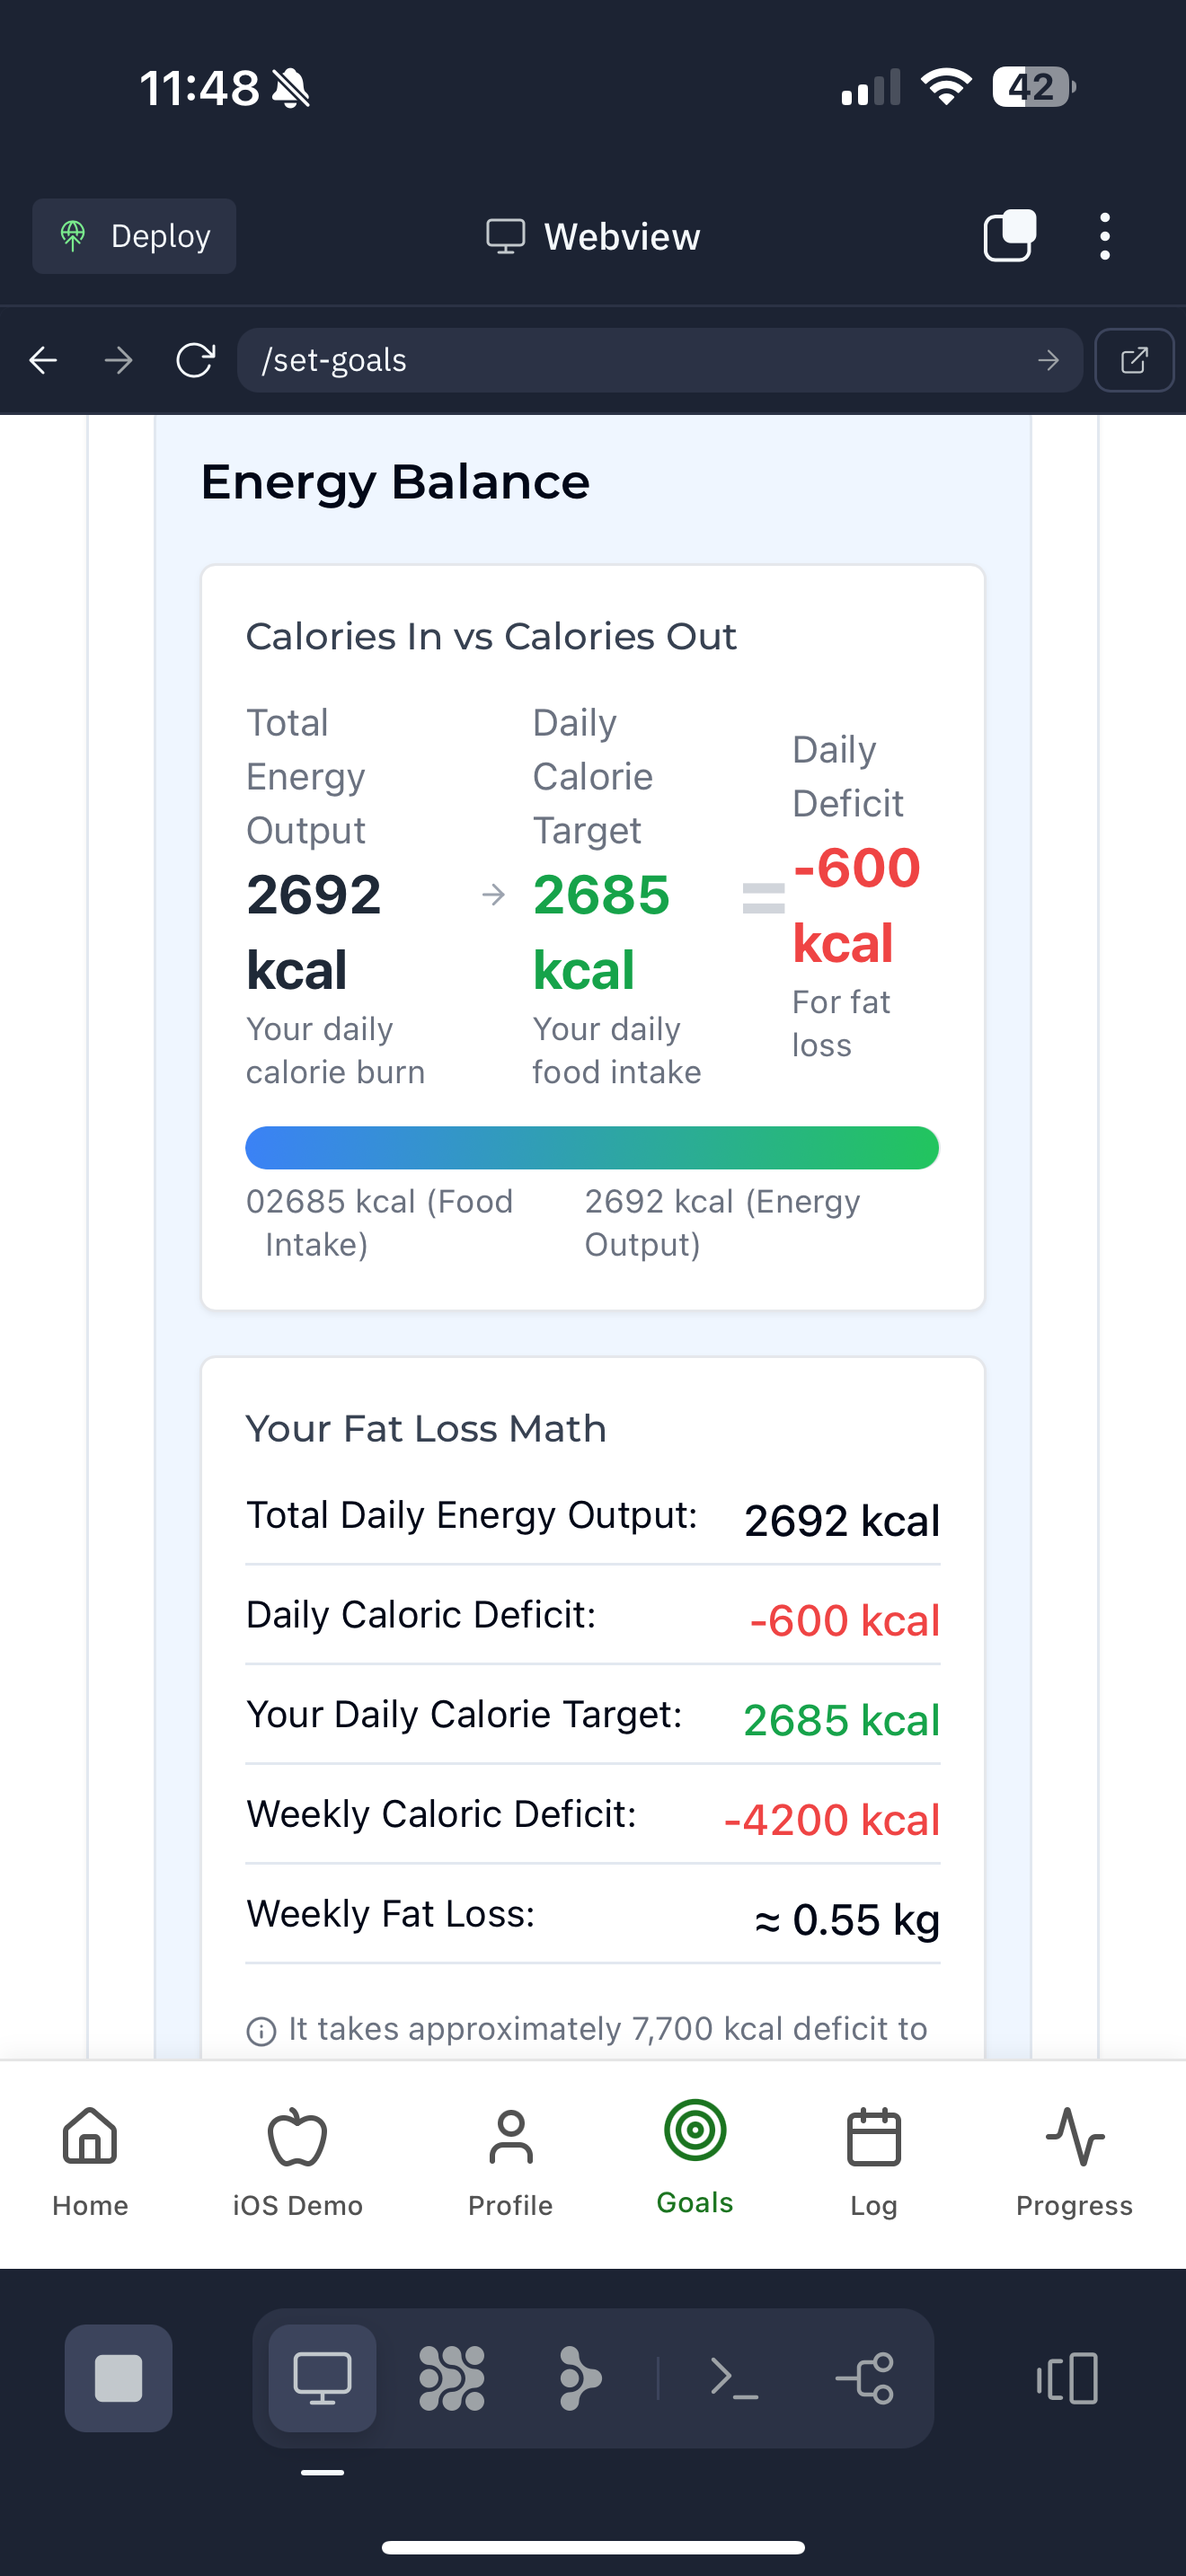 11:48
42
Deploy
Webview
/set-goals
Energy Balance
Calories In vs Calories Out
Total
Energy
Output
2692
kcal
Your daily
calorie burn
→
Daily
Calorie
Target
2685
kcal
Your daily
food intake
=
Daily
Deficit
-600
kcal
For fat
loss
02685 kcal (Food
Intake)
2692 kcal (Energy
Output)
Your Fat Loss Math
Total Daily Energy Output: 2692 kcal
Daily Caloric Deficit: -600 kcal
Your Daily Calorie Target: 2685 kcal
Weekly Caloric Deficit: -4200 kcal
Weekly Fat Loss: ≈ 0.55 kg
It takes approximately 7,700 kcal deficit to
Home
iOS Demo
Profile
Goals
Log
Progress